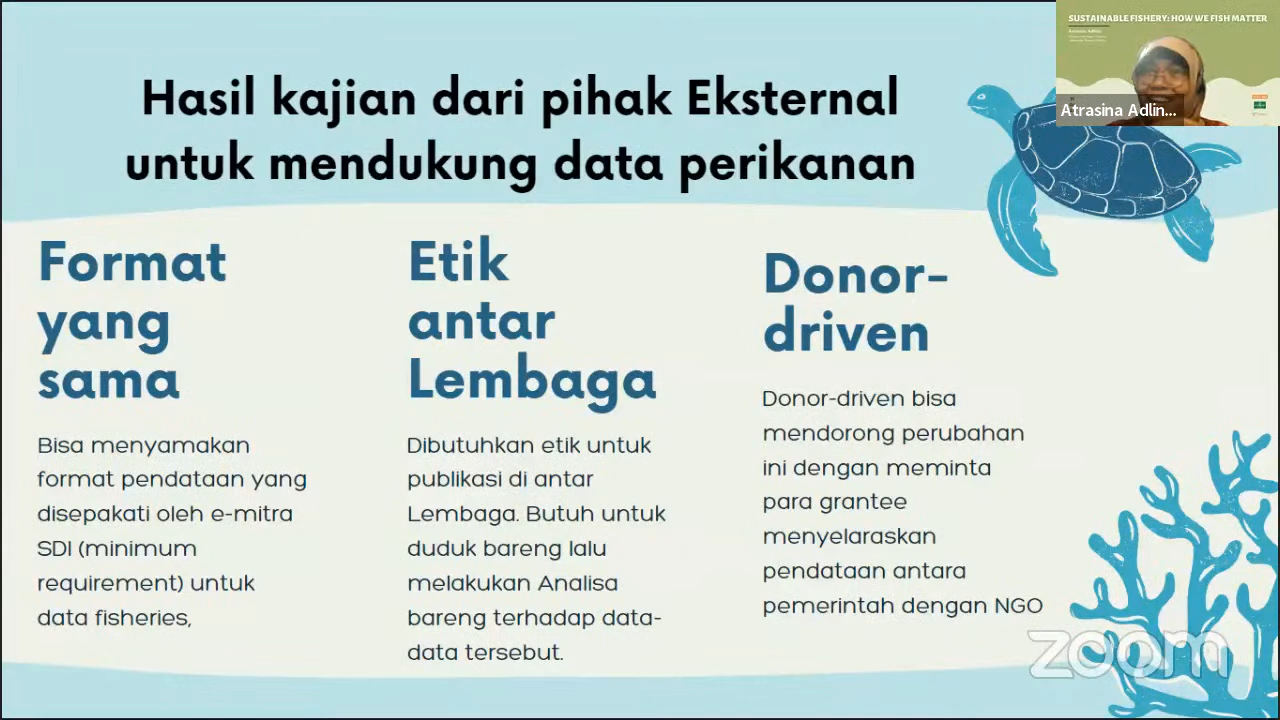 Hasil kajian dari pihak Eksternal
untuk mendukung data perikanan
Format
yang
sama
Bisa menyamakan
format pendataan yang
disepakati oleh e-mitra
SDI (minimum
requirement) untuk
data fisheries,
Etik
antar
Lembaga
Dibutuhkan etik untuk
publikasi di antar
Lembaga. Butuh untuk
duduk bareng lalu
melakukan Analisa
bareng terhadap data-
data tersebut.
Donor-
driven
Donor-driven bisa
mendorong perubahan
ini dengan meminta
para grantee
menyelaraskan
pendataan antara
pemerintah dengan NGO
SUSTAINABLE FISHERY: HOW WE FISH MATTER
Atrasina Adlin...
zoom